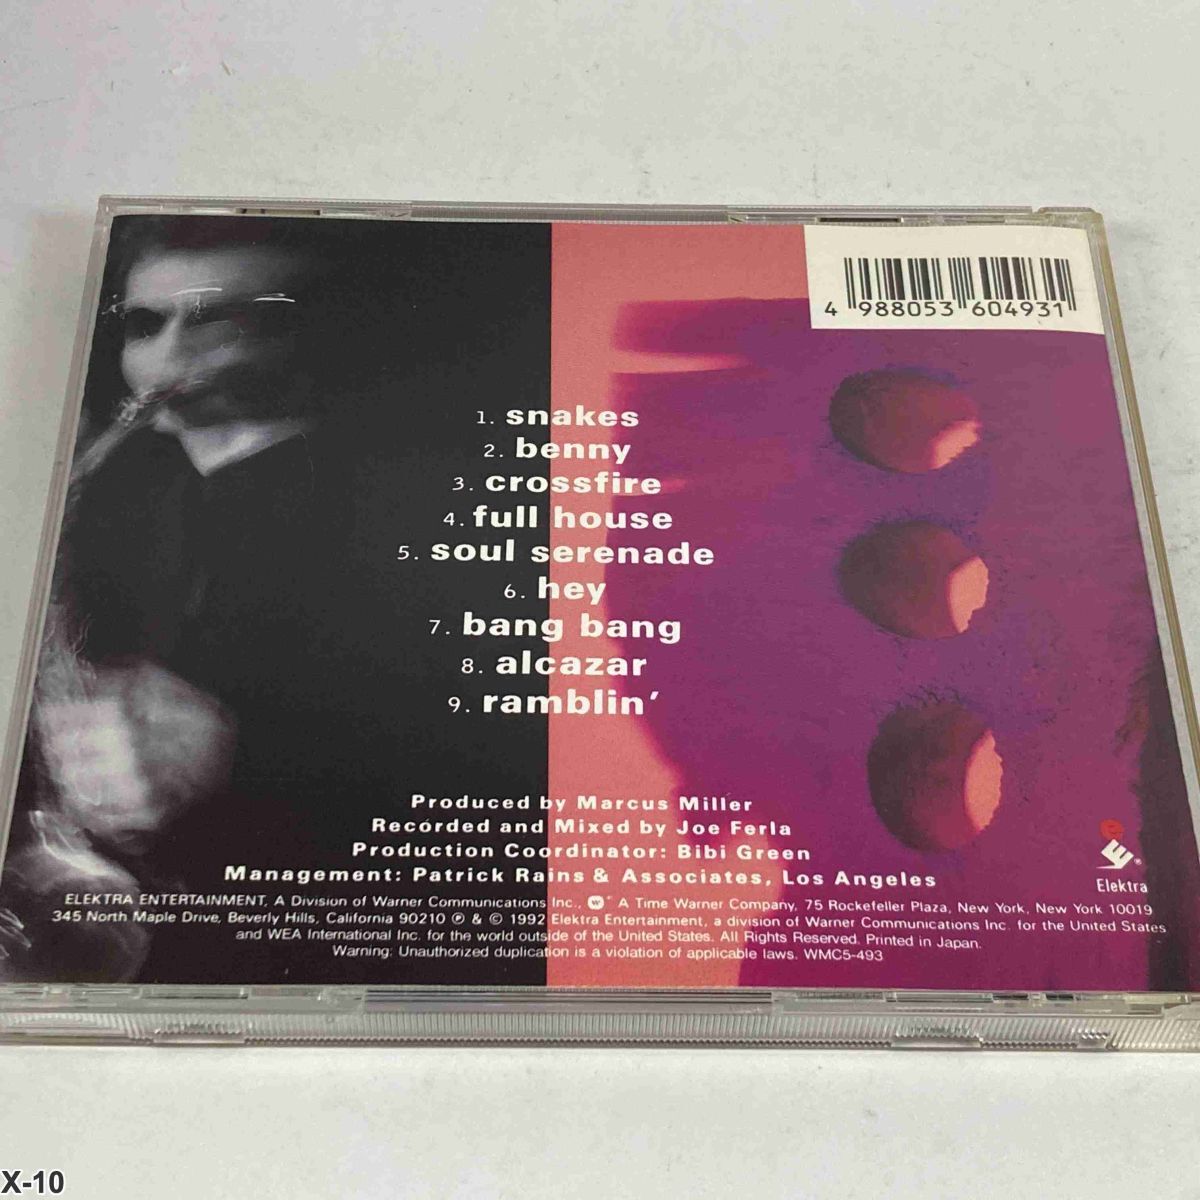 4 988053 604931
1. snakes
2. benny
3. crossfire
4. full house
5. soul serenade
6. hey
7. bang bang
8. alcazar
9. ramblin'
Produced by Marcus Miller
Recorded and Mixed by Joe Ferla
Production Coordinator: Bibi Green
Management: Patrick Rains & Associates, Los Angeles
Elektra
ELEKTRA ENTERTAINMENT, A Division of Warner Communications Inc., A Time Warner Company, 75 Rockefeller Plaza, New York, New York 10019
345 North Maple Drive, Beverly Hills, California 90210 ℗ & © 1992 Elektra Entertainment, a division of Warner Communications Inc. for the United States
and WEA International Inc. for the world outside of the United States. All Rights Reserved. Printed in Japan.
Warning: Unauthorized duplication is a violation of applicable laws. WMC5-493
X-10